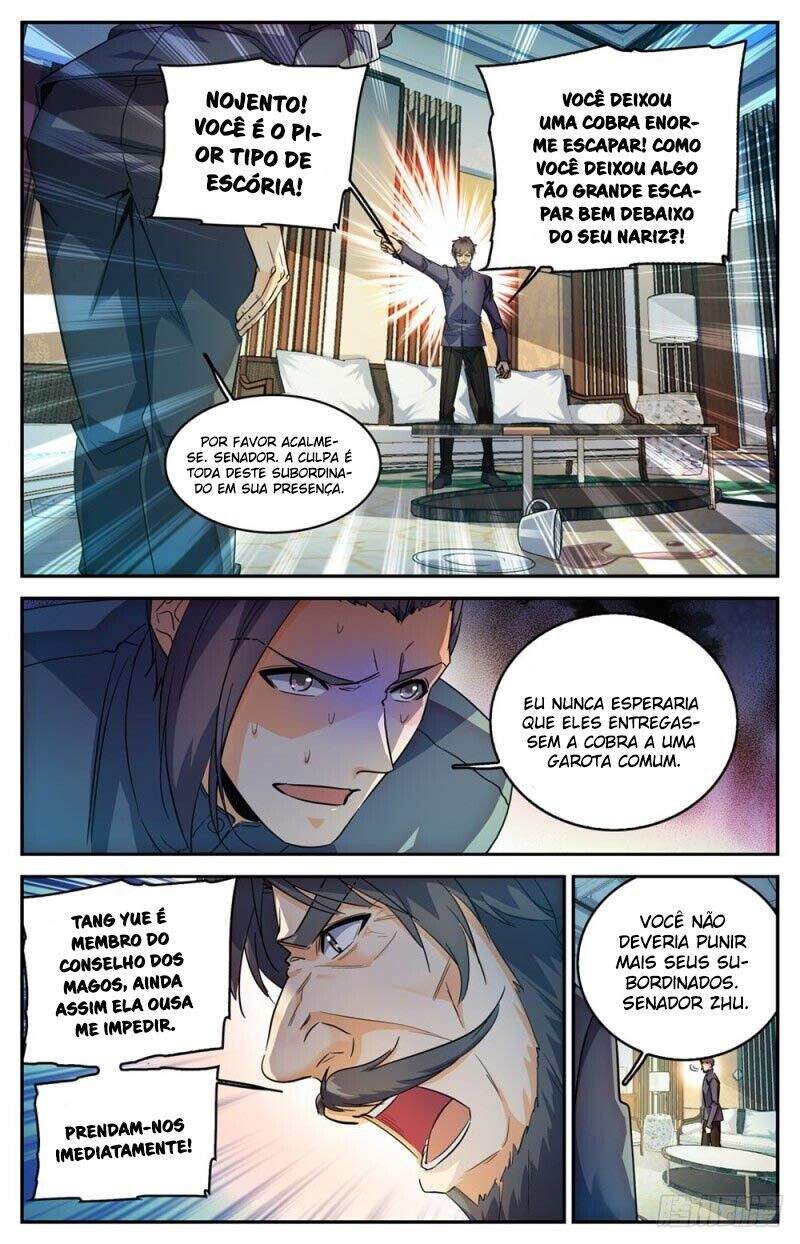 NOJENTO!
VOCÊ É O PI-
OR TIPO DE
ESCÓRIA!
VOCÊ DEIXOU
UMA COBRA ENOR-
ME ESCAPAR! COMO
VOCÊ DEIXOU ALGO
TÃO GRANDE ESCA-
PAR BEM DEBAIXO
DO SEU NARIZ?!
POR FAVOR ACALME-
SE. SENADOR. A CULPA É
TODA DESTE SUBORDINA-
DO EM SUA PRESENÇA.
EU NUNCA ESPERARIA
QUE ELES ENTREGAS-
SEM A COBRA A UMA
GAROTA COMUM.
TANG YUE É
MEMBRO DO
CONSELHO DOS
MAGOS, AINDA
ASSIM ELA OUSA
ME IMPEDIR.
PRENDAM-NOS
IMEDIATAMENTE!
VOCÊ NÃO
DEVERIA PUNIR
MAIS SEUS SU-
BORDINADOS.
SENADOR ZHU.